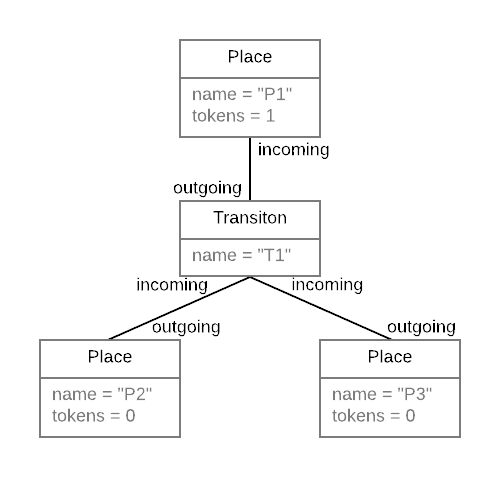 Place
name = "P1"
tokens = 1
incoming
outgoing
Transiton
name = "T1"
incoming
incoming
outgoing
outgoing
Place
name = "P2"
tokens = 0
Place
name = "P3"
tokens = 0